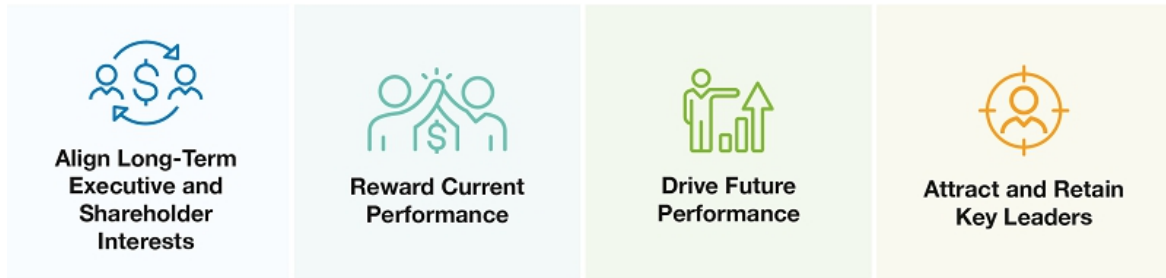 Align Long-Term
Executive and
Shareholder
Interests
Reward Current
Performance
Drive Future
Performance
Attract and Retain
Key Leaders